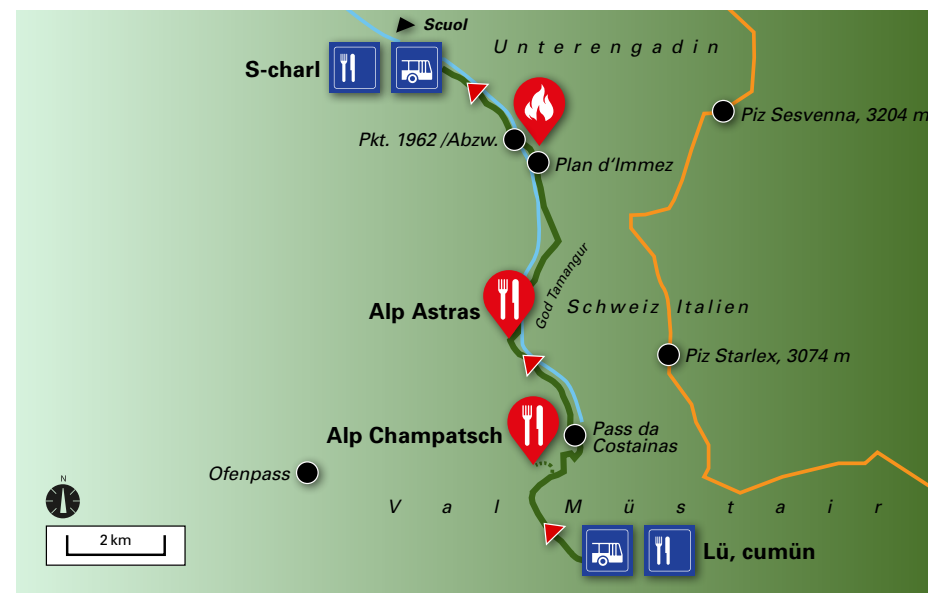 Scuol
Unterengadin
S-charl
Piz Sesvenna, 3204 m
Pkt. 1962 /Abzw.
Plan d‘Immez
God Tamangur
Alp Astras
Schweiz Italien
Piz Starlex, 3074 m
Alp Champatsch
Pass da
Costainas
Ofenpass
N
Val Müstair
2 km
Lü, cumün